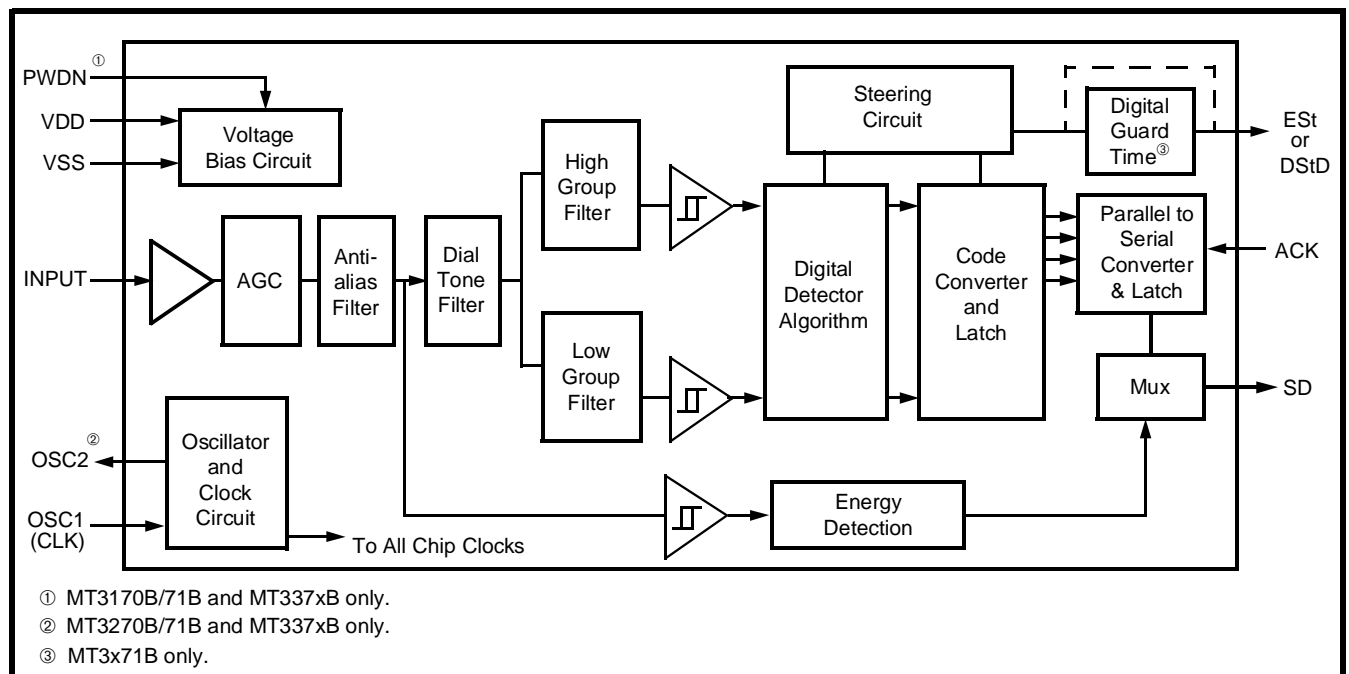 PWDN ①
VDD
VSS
Voltage
Bias Circuit
INPUT
AGC
Anti-
alias
Filter
Dial
Tone
Filter
High
Group
Filter
Low
Group
Filter
Steering
Circuit
Digital
Detector
Algorithm
Code
Converter
and
Latch
Digital
Guard
Time③
ESt
or
DStD
Parallel to
Serial
Converter
& Latch
ACK
Mux
SD
OSC2 ②
OSC1
(CLK)
Oscillator
and
Clock
Circuit
To All Chip Clocks
Energy
Detection
① MT3170B/71B and MT337xB only.
② MT3270B/71B and MT337xB only.
③ MT3x71B only.